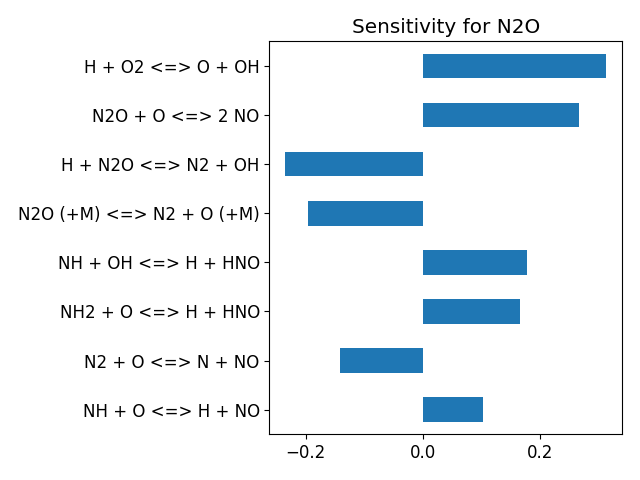 Sensitivity for N2O
H + O2 <=> O + OH
N2O + O <=> 2 NO
H + N2O <=> N2 + OH
N2O (+M) <=> N2 + O (+M)
NH + OH <=> H + HNO
NH2 + O <=> H + HNO
N2 + O <=> N + NO
NH + O <=> H + NO
−0.2 0.0 0.2